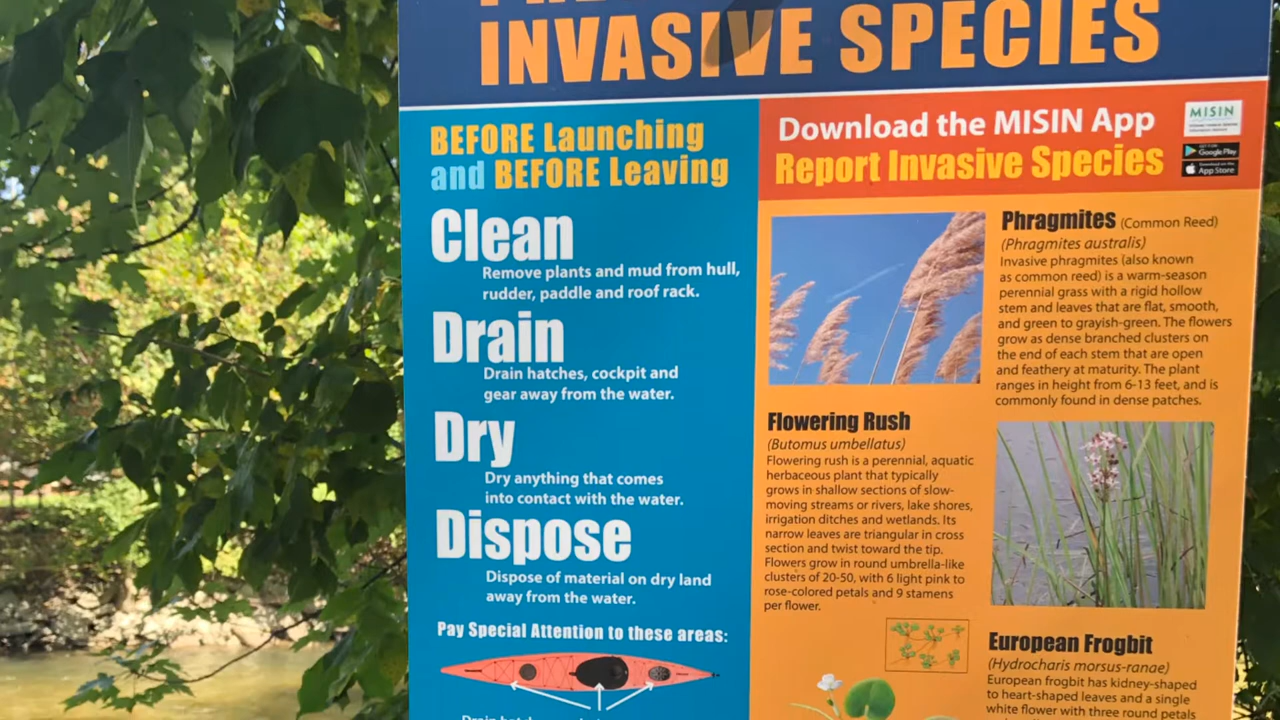 INVASIVE SPECIES
BEFORE Launching
and BEFORE Leaving
Clean
Remove plants and mud from hull,
rudder, paddle and roof rack.
Drain
Drain hatches, cockpit and
gear away from the water.
Dry
Dry anything that comes
into contact with the water.
Dispose
Dispose of material on dry land
away from the water.
Pay Special Attention to these areas:
Download the MISIN App
Report Invasive Species
MISIN
Google Play
App Store
Phragmites (Common Reed)
(Phragmites australis)
Invasive phragmites (also known
as common reed) is a warm-season
perennial grass with a rigid hollow
stem and leaves that are flat, smooth,
and green to grayish-green. The flowers
grow as dense branched clusters on
the end of each stem that are open
and feathery at maturity. The plant
ranges in height from 6-13 feet, and is
commonly found in dense patches.
Flowering Rush
(Butomus umbellatus)
Flowering rush is a perennial, aquatic
herbaceous plant that typically
grows in shallow sections of slow-
moving streams or rivers, lake shores,
irrigation ditches and wetlands. Its
narrow leaves are triangular in cross
section and twist toward the tip.
Flowers grow in round umbrella-like
clusters of 20-50, with 6 light pink to
rose-colored petals and 9 stamens
per flower.
European Frogbit
(Hydrocharis morsus-ranae)
European frogbit has kidney-shaped
to heart-shaped leaves and a single
white flower with three round petals